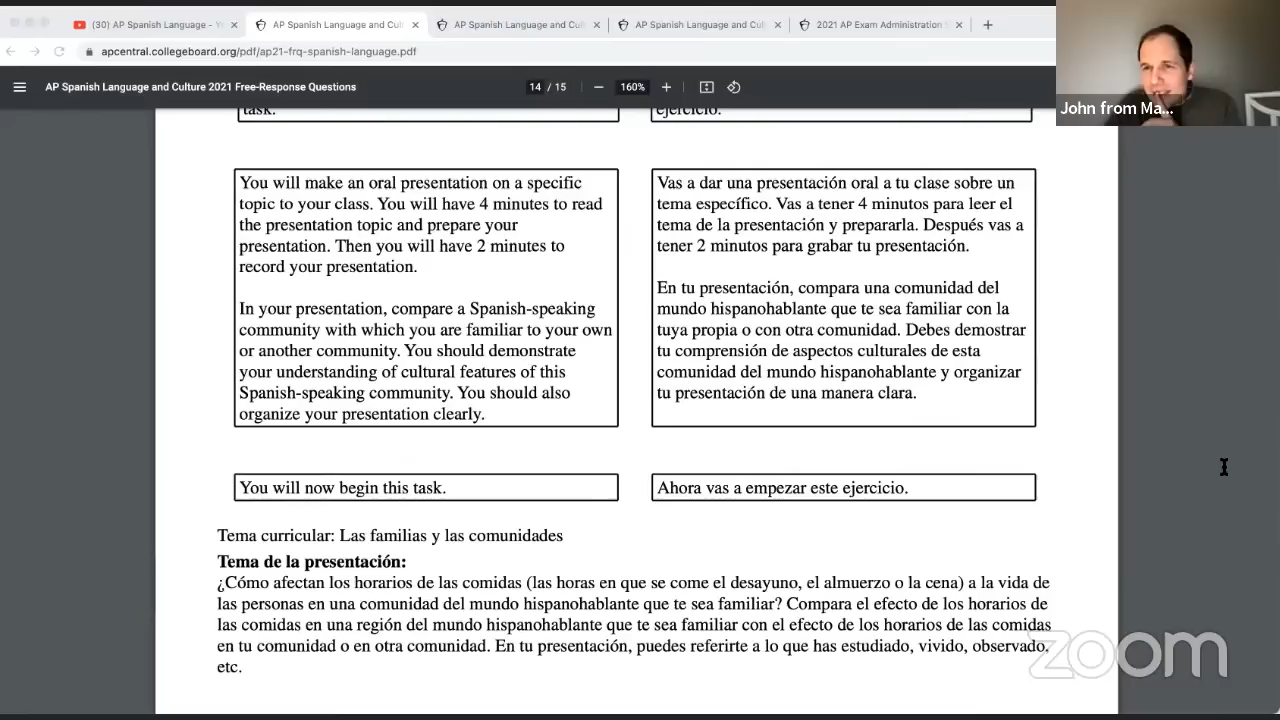 (30) AP Spanish Language - Y
AP Spanish Language and Cul
AP Spanish Language and Cul
AP Spanish Language and Cul
2021 AP Exam Administration S
apcentral.collegeboard.org/pdf/ap21-frq-spanish-language.pdf
AP Spanish Language and Culture 2021 Free-Response Questions
14 / 15
160%
John from Ma...
task.
ejercicio.
You will make an oral presentation on a specific
topic to your class. You will have 4 minutes to read
the presentation topic and prepare your
presentation. Then you will have 2 minutes to
record your presentation.
In your presentation, compare a Spanish-speaking
community with which you are familiar to your own
or another community. You should demonstrate
your understanding of cultural features of this
Spanish-speaking community. You should also
organize your presentation clearly.
Vas a dar una presentación oral a tu clase sobre un
tema específico. Vas a tener 4 minutos para leer el
tema de la presentación y prepararla. Después vas a
tener 2 minutos para grabar tu presentación.
En tu presentación, compara una comunidad del
mundo hispanohablante que te sea familiar con la
tuya propia o con otra comunidad. Debes demostrar
tu comprensión de aspectos culturales de esta
comunidad del mundo hispanohablante y organizar
tu presentación de una manera clara.
You will now begin this task.
Ahora vas a empezar este ejercicio.
Tema curricular: Las familias y las comunidades
Tema de la presentación:
¿Cómo afectan los horarios de las comidas (las horas en que se come el desayuno, el almuerzo o la cena) a la vida de
las personas en una comunidad del mundo hispanohablante que te sea familiar? Compara el efecto de los horarios de
las comidas en una región del mundo hispanohablante que te sea familiar con el efecto de los horarios de las comidas
en tu comunidad o en otra comunidad. En tu presentación, puedes referirte a lo que has estudiado, vivido, observado,
etc.
zoom